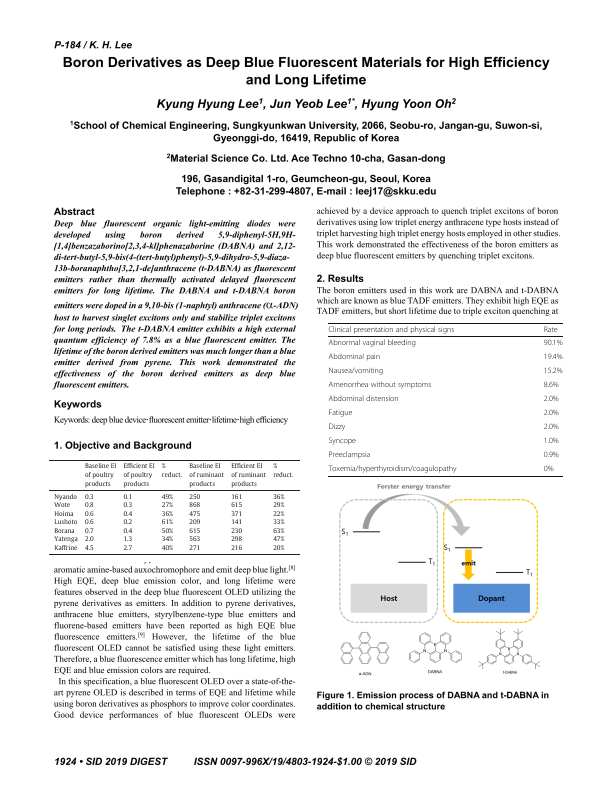 P-184 / K. H. Lee
Boron Derivatives as Deep Blue Fluorescent Materials for High Efficiency
and Long Lifetime
Kyung Hyung Lee1, Jun Yeob Lee1*, Hyung Yoon Oh2
1School of Chemical Engineering, Sungkyunkwan University, 2066, Seobu-ro, Jangan-gu, Suwon-si,
Gyeonggi-do, 16419, Republic of Korea
2Material Science Co. Ltd. Ace Techno 10-cha, Gasan-dong
196, Gasandigital 1-ro, Geumcheon-gu, Seoul, Korea
Telephone : +82-31-299-4807, E-mail : leej17@skku.edu
Abstract
Deep blue fluorescent organic light-emitting diodes were
developed using boron derived 5,9-diphenyl-5H,9H-
[1,4]benzazaborino[2,3,4-kl]phenazaborine (DABNA) and 2,12-
di-tert-butyl-5,9-bis(4-(tert-butyl)phenyl)-5,9-dihydro-5,9-diaza-
13b-boranaphtho[3,2,1-de]anthracene (t-DABNA) as fluorescent
emitters rather than thermally activated delayed fluorescent
emitters for long lifetime. The DABNA and t-DABNA boron
emitters were doped in a 9,10-bis (1-naphtyl) anthracene (α-ADN)
host to harvest singlet excitons only and stabilize triplet excitons
for long periods. The t-DABNA emitter exhibits a high external
quantum efficiency of 7.8% as a blue fluorescent emitter. The
lifetime of the boron derived emitters was much longer than a blue
emitter derived from pyrene. This work demonstrated the
effectiveness of the boron derived emitters as deep blue
fluorescent emitters.
Keywords
Keywords: deep blue device·fluorescent emitter·lifetime·high efficiency
1. Objective and Background
Baseline EI Efficient EI % Baseline EI Efficient EI %
of poultry of poultry reduct. of ruminant of ruminant reduct.
products products products products
Nyando 0.3 0.1 49% 250 161 36%
Wote 0.8 0.3 27% 868 615 29%
Hoima 0.6 0.4 36% 475 371 22%
Lushoto 0.6 0.2 61% 209 141 33%
Borana 0.7 0.4 50% 615 230 63%
Yatenga 2.0 1.3 34% 563 298 47%
Kaffrine 4.5 2.7 40% 271 216 20%
aromatic amine-based auxochromophore and emit deep blue light.[8]
High EQE, deep blue emission color, and long lifetime were
features observed in the deep blue fluorescent OLED utilizing the
pyrene derivatives as emitters. In addition to pyrene derivatives,
anthracene blue emitters, styrylbenzene-type blue emitters and
fluorene-based emitters have been reported as high EQE blue
fluorescence emitters.[9] However, the lifetime of the blue
fluorescent OLED cannot be satisfied using these light emitters.
Therefore, a blue fluorescence emitter which has long lifetime, high
EQE and blue emission colors are required.
In this specification, a blue fluorescent OLED over a state-of-the-
art pyrene OLED is described in terms of EQE and lifetime while
using boron derivatives as phosphors to improve color coordinates.
Good device performances of blue fluorescent OLEDs were
achieved by a device approach to quench triplet excitons of boron
derivatives using low triplet energy anthracene type hosts instead of
triplet harvesting high triplet energy hosts employed in other studies.
This work demonstrated the effectiveness of the boron emitters as
deep blue fluorescent emitters by quenching triplet excitons.
2. Results
The boron emitters used in this work are DABNA and t-DABNA
which are known as blue TADF emitters. They exhibit high EQE as
TADF emitters, but short lifetime due to triple exciton quenching at
Clinical presentation and physical signs Rate
Abnormal vaginal bleeding 90.1%
Abdominal pain 19.4%
Nausea/vomiting 15.2%
Amenorrhea without symptoms 8.6%
Abdominal distension 2.0%
Fatigue 2.0%
Dizzy 2.0%
Syncope 1.0%
Preeclampsia 0.9%
Toxemia/hyperthyroidism/coagulopathy 0%
Forster energy transfer
S1
S1
emit
T1
T1
Host
Dopant
α-ADN
DABNA
t-DABNA
Figure 1. Emission process of DABNA and t-DABNA in
addition to chemical structure
1924 • SID 2019 DIGEST ISSN 0097-996X/19/4803-1924-$1.00 © 2019 SID